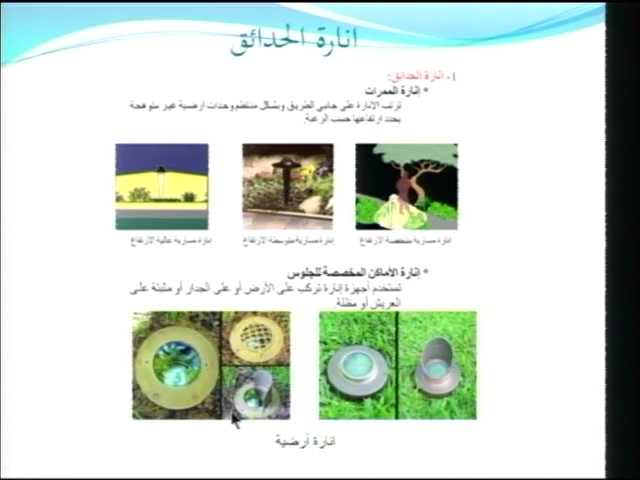 انارة الحدائق
1- انارة الحدائق:
* انارة الممرات
ترتب الانارة على جانبي الطريق وبشكل منتظم وحدات ارضية غير متوهجة
يحدد ارتفاعها حسب الرغبة.
انارة مسارية منخفضة الارتفاع
انارة مسارية متوسطة الارتفاع
انارة مسارية عالية الارتفاع
* انارة الأماكن المخصصة للجلوس
تستخدم أجهزة إنارة تركب على الأرض أو على الجدار أو مثبتة على
العريش أو مظلة.
انارة أرضية